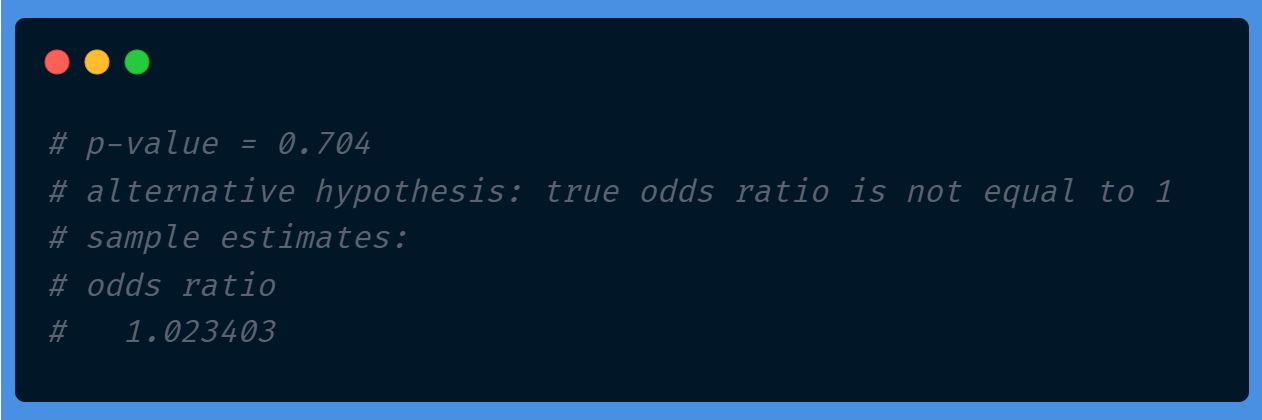 # p-value = 0.704
# alternative hypothesis: true odds ratio is not equal to 1
# sample estimates:
# odds ratio
#   1.023403